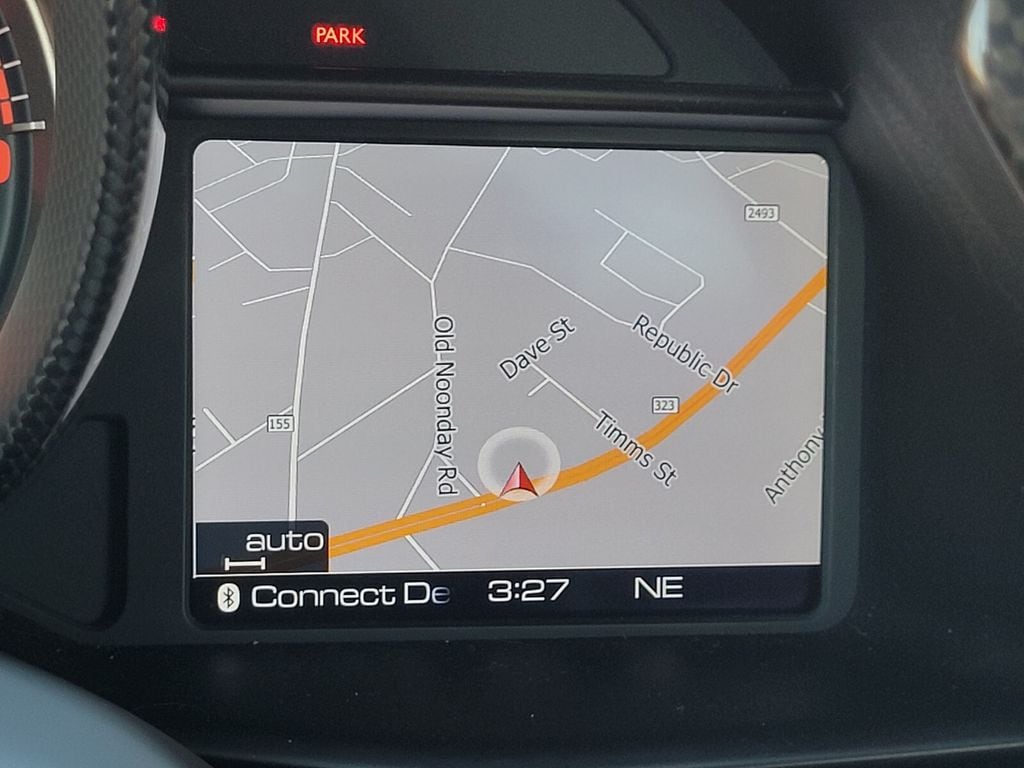 PARK
2493
Old Noonday Rd
Dave St
Republic Dr
323
155
Timms St
Anthony
auto
Connect De
3:27
NE